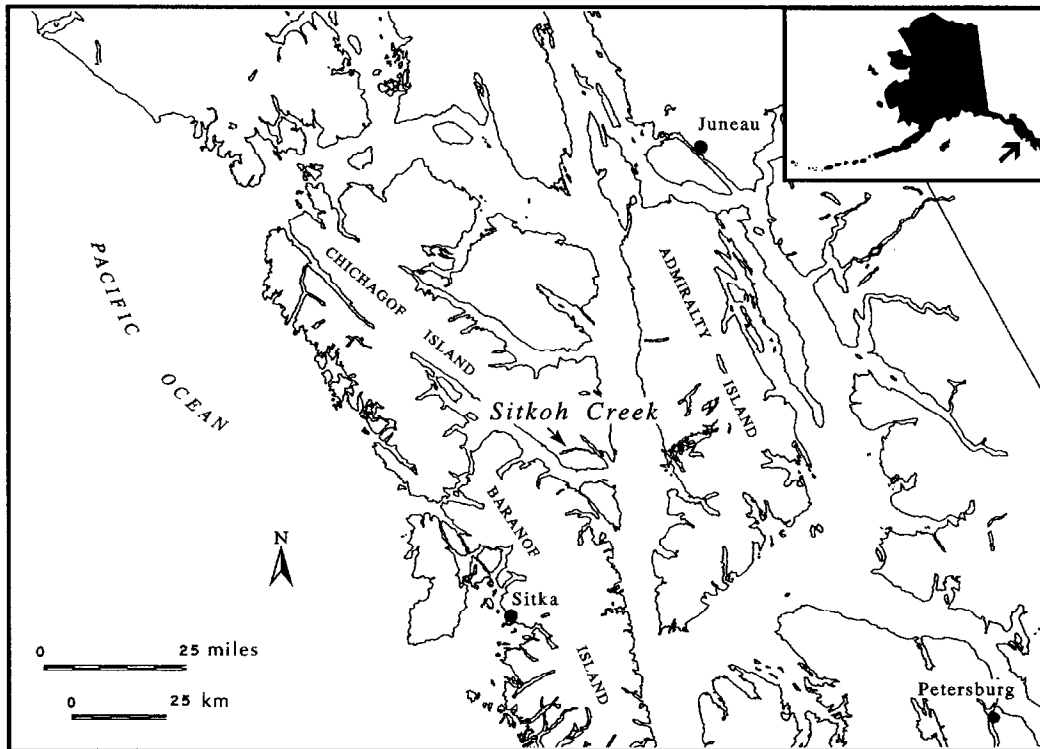 Juneau
PACIFIC
OCEAN
CHICHAGOF
ISLAND
ADMIRALTY
ISLAND
Sitkoh Creek
BARANOF
ISLAND
N
Sitka
0 25 miles
0 25 km
Petersburg